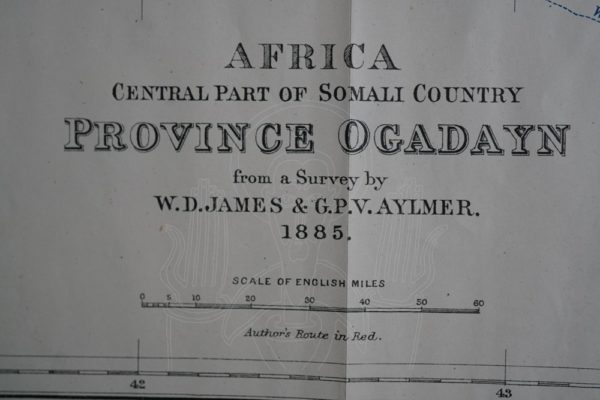 AFRICA
CENTRAL PART OF SOMALI COUNTRY
PROVINCE OGADAYN
from a Survey by
W.D. JAMES & G.P.V. AYLMER.
1885.
SCALE OF ENGLISH MILES
0 5 10 20 30 40 50 60
Author's Route in Red.
42 43